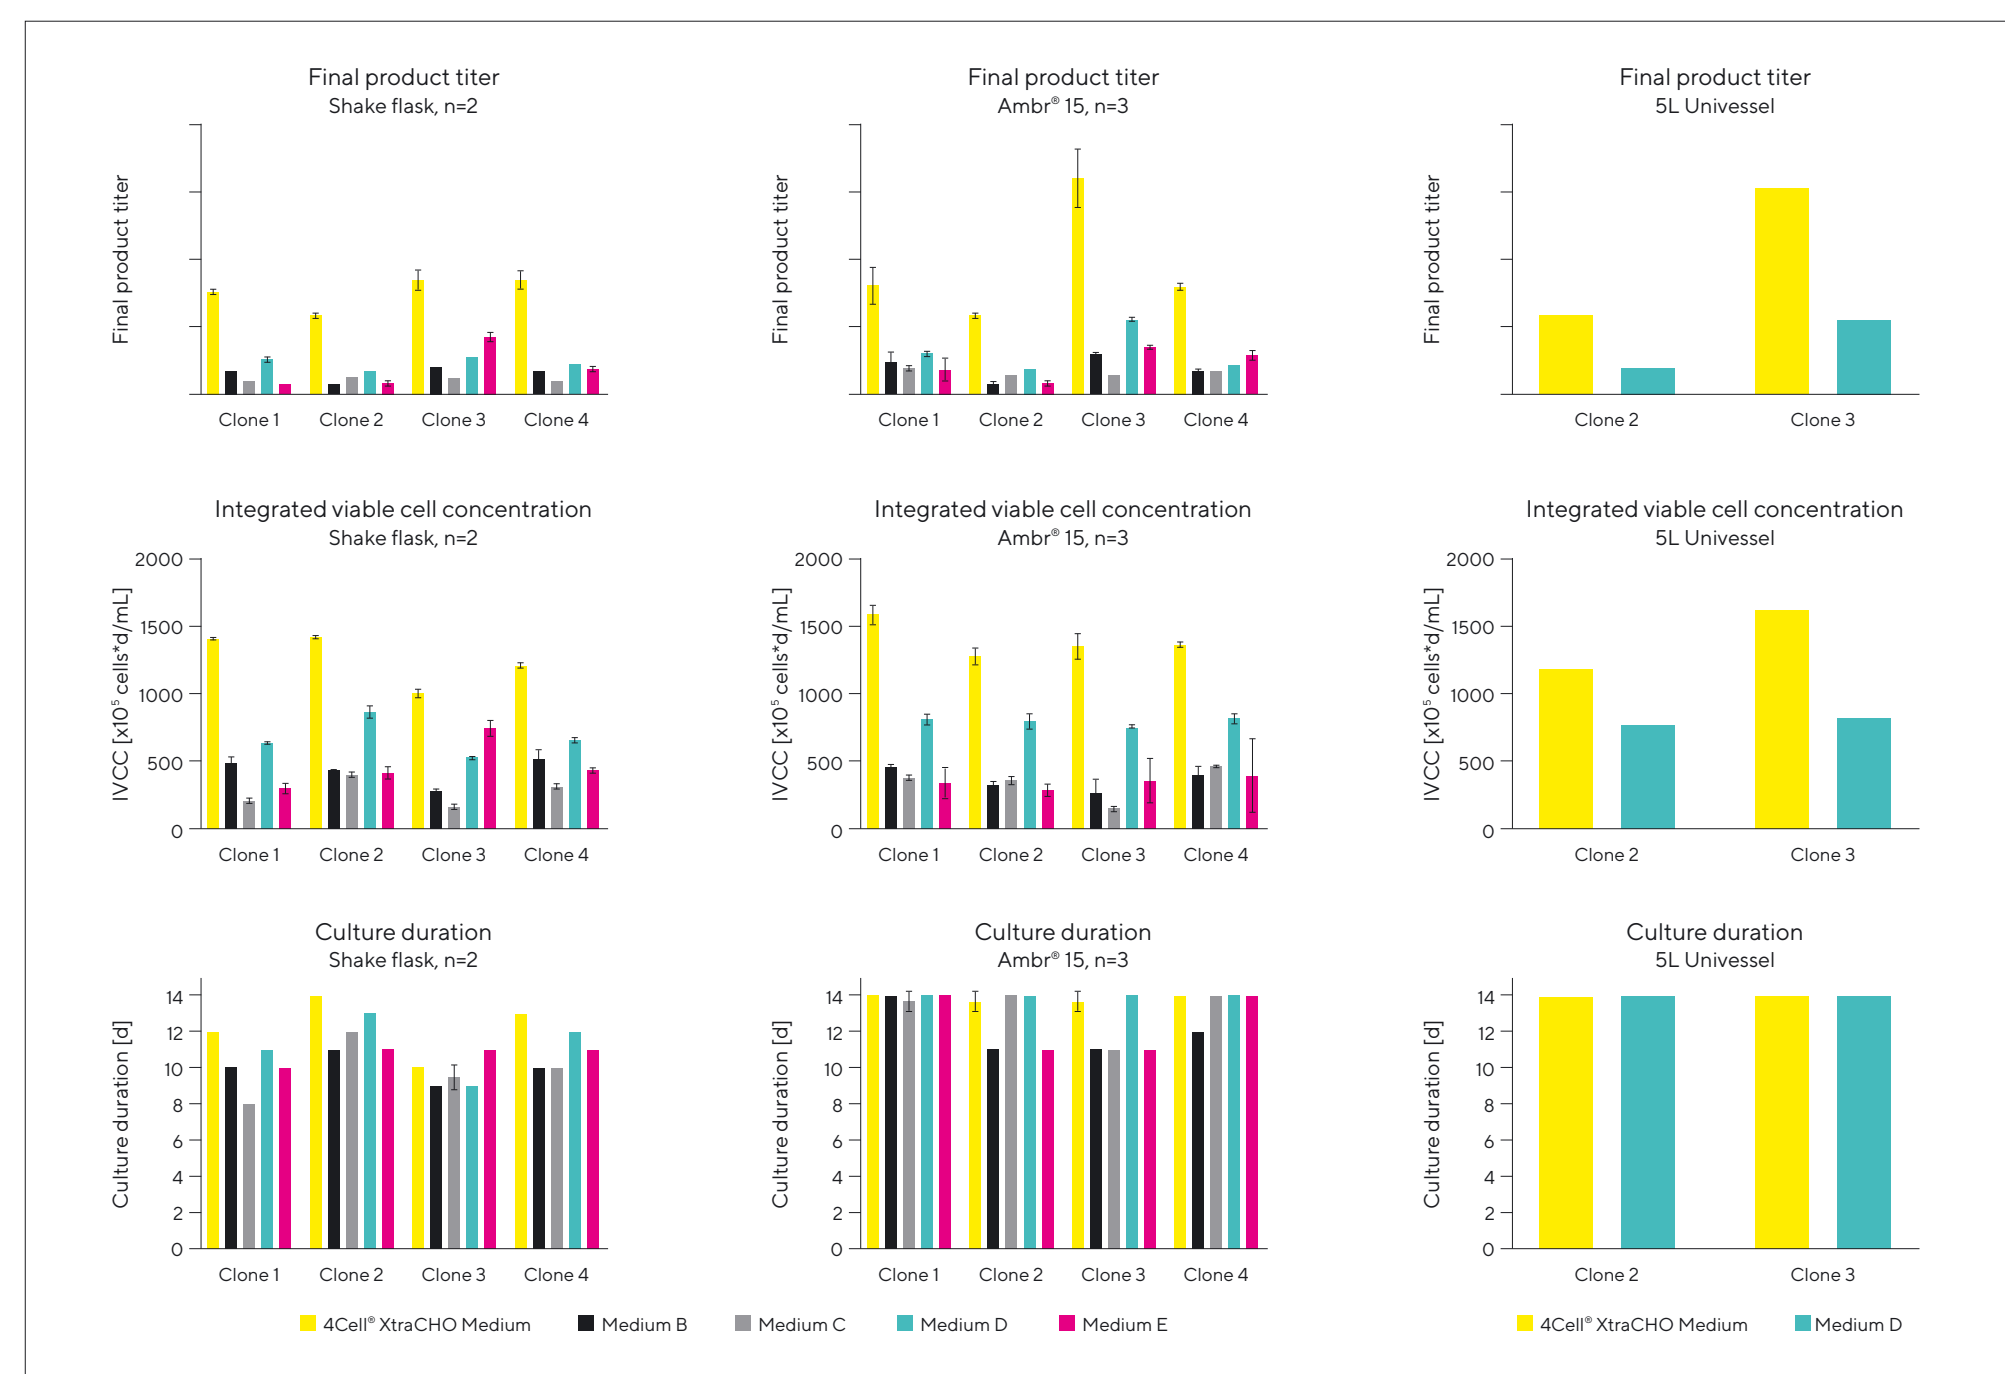 Final product titer
Shake flask, n=2
Final product titer
Clone 1 Clone 2 Clone 3 Clone 4
Final product titer
Ambr® 15, n=3
Final product titer
Clone 1 Clone 2 Clone 3 Clone 4
Final product titer
5L Univessel
Final product titer
Clone 2 Clone 3
Integrated viable cell concentration
Shake flask, n=2
IVCC [x10⁵ cells*d/mL]
2000
1500
1000
500
0
Clone 1 Clone 2 Clone 3 Clone 4
Integrated viable cell concentration
Ambr® 15, n=3
IVCC [x10⁵ cells*d/mL]
2000
1500
1000
500
0
Clone 1 Clone 2 Clone 3 Clone 4
Integrated viable cell concentration
5L Univessel
IVCC [x10⁵ cells*d/mL]
2000
1500
1000
500
0
Clone 2 Clone 3
Culture duration
Shake flask, n=2
Culture duration [d]
14
12
10
8
6
4
2
0
Clone 1 Clone 2 Clone 3 Clone 4
Culture duration
Ambr® 15, n=3
Culture duration [d]
14
12
10
8
6
4
2
0
Clone 1 Clone 2 Clone 3 Clone 4
Culture duration
5L Univessel
Culture duration [d]
14
12
10
8
6
4
2
0
Clone 2 Clone 3
4Cell® XtraCHO Medium Medium B Medium C Medium D Medium E
4Cell® XtraCHO Medium Medium D